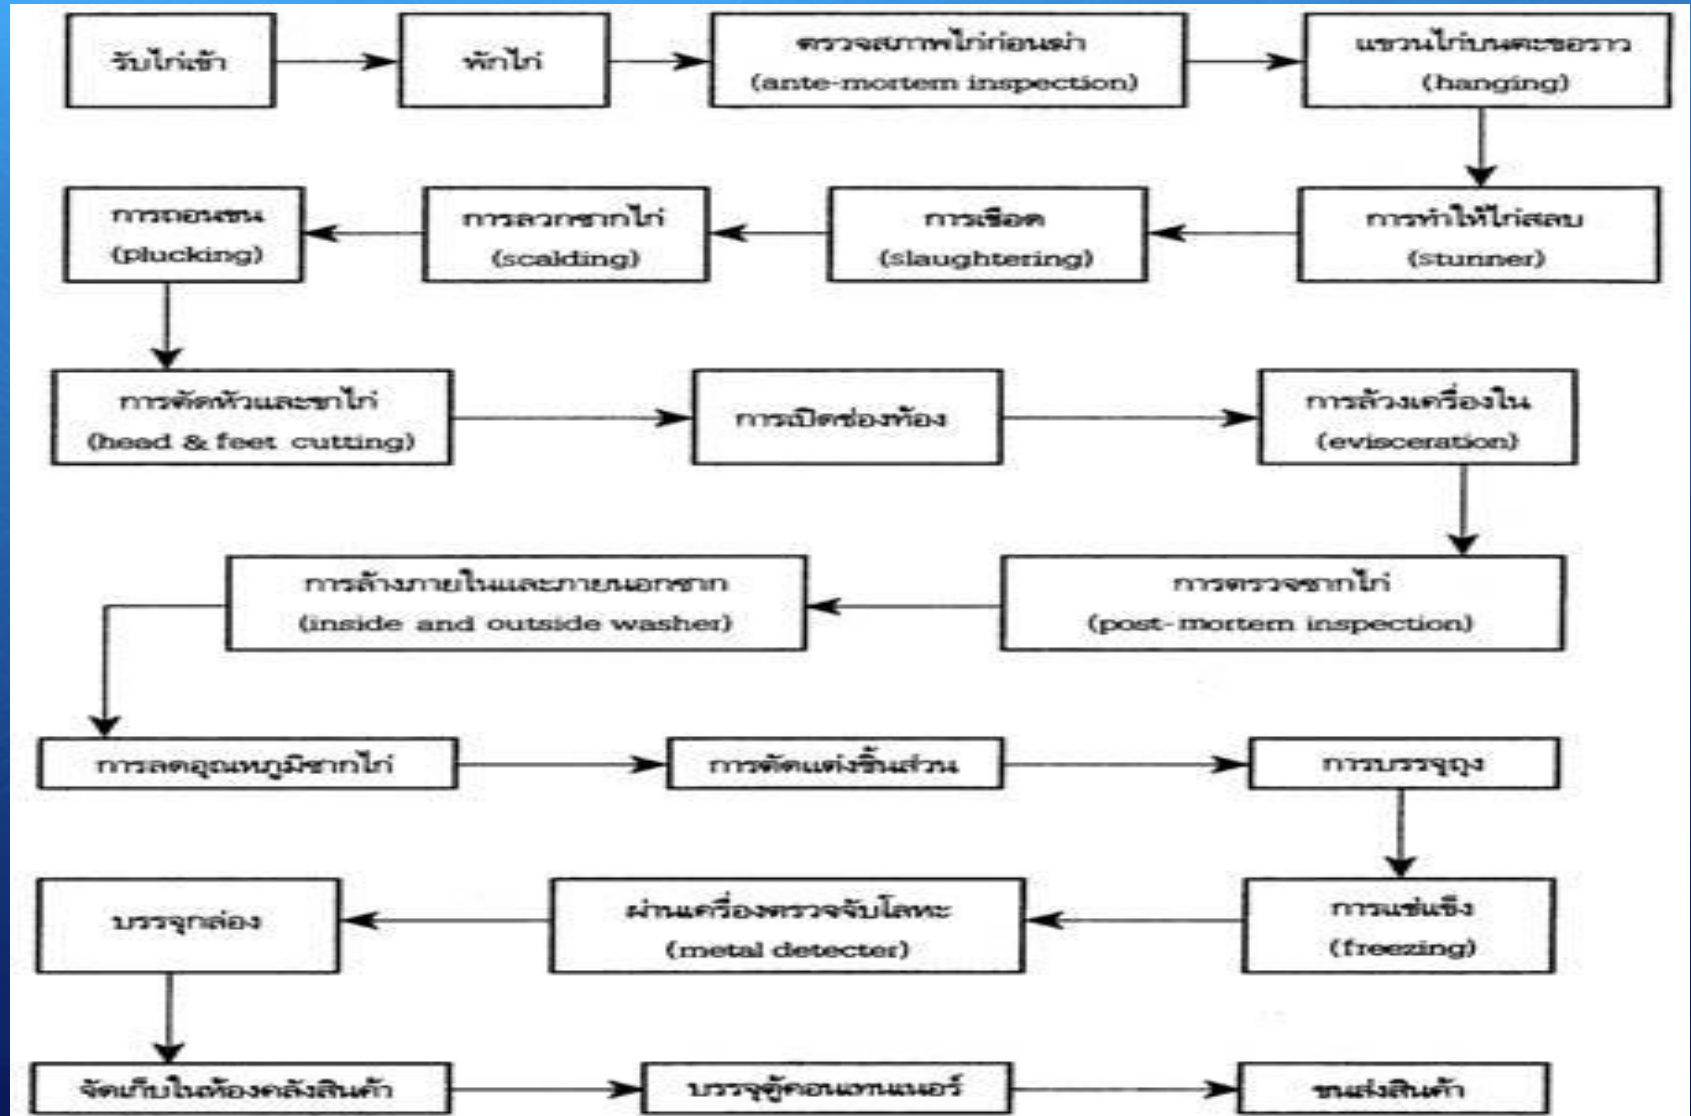 รับไก่เข้า
พักไก่
ตรวจสภาพไก่ก่อนฆ่า
(ante-mortem inspection)
แขวนไก่บนตะขอราว
(hanging)
การทำให้ไก่สลบ
(stunner)
การเชือด
(slaughtering)
การลวกซากไก่
(scalding)
การถอนขน
(plucking)
การตัดหัวและขาไก่
(head & feet cutting)
การเปิดช่องท้อง
การล้วงเครื่องใน
(evisceration)
การตรวจซากไก่
(post-mortem inspection)
การล้างภายในและภายนอกซาก
(inside and outside washer)
การลดอุณหภูมิซากไก่
การตัดแต่งชิ้นส่วน
การบรรจุถุง
การแช่แข็ง
(freezing)
ผ่านเครื่องตรวจจับโลหะ
(metal detecter)
บรรจุกล่อง
จัดเก็บในห้องคลังสินค้า
บรรจุตู้คอนเทนเนอร์
ขนส่งสินค้า